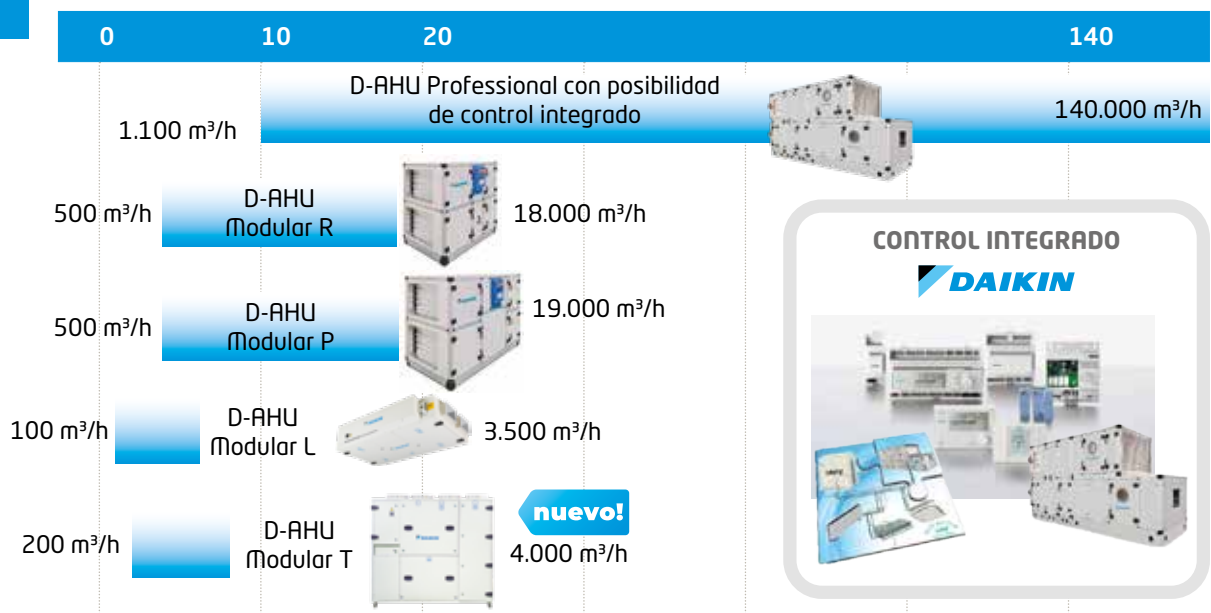 0 10 20 140
D-AHU Professional con posibilidad
de control integrado
1.100 m³/h
140.000 m³/h
500 m³/h
D-AHU
Modular R
18.000 m³/h
500 m³/h
D-AHU
Modular P
19.000 m³/h
100 m³/h
D-AHU
Modular L
3.500 m³/h
200 m³/h
D-AHU
Modular T
nuevo!
4.000 m³/h
CONTROL INTEGRADO
DAIKIN